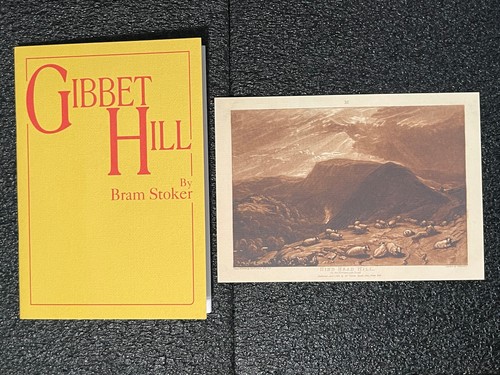 GIBBET
HILL
By
Bram Stoker
HIND HEAD HILL.